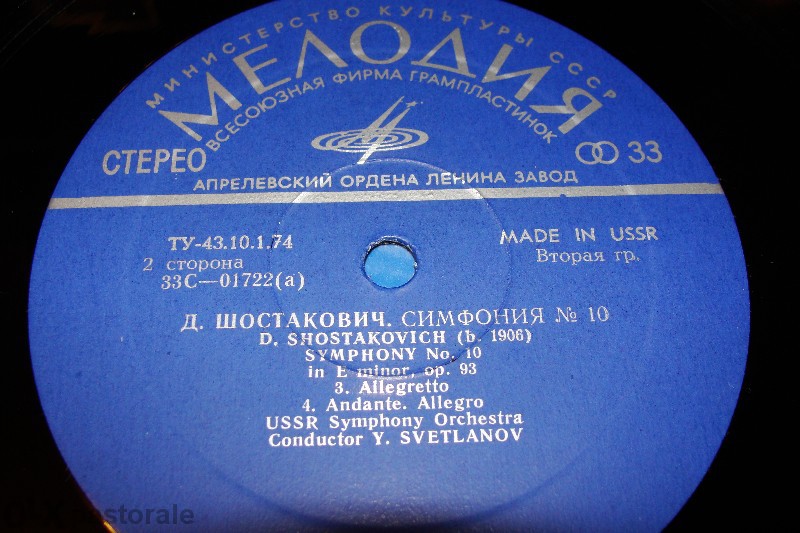 МИНИСТЕРСТВО КУЛЬТУРЫ СССР
МЕЛОДИЯ
ВСЕСОЮЗНАЯ ФИРМА ГРАМПЛАСТИНОК
СТЕРЕО
33
АПРЕЛЕВСКИЙ ОРДЕНА ЛЕНИНА ЗАВОД
ТУ-43.10.1.74
MADE IN USSR
2 сторона
Вторая гр.
33С—01722(а)
Д. ШОСТАКОВИЧ. СИМФОНИЯ № 10
D. SHOSTAKOVICH (b. 1906)
SYMPHONY No. 10
in E minor, op. 93
3. Allegretto
4. Andante. Allegro
USSR Symphony Orchestra
Conductor Y. SVETLANOV
pastorale